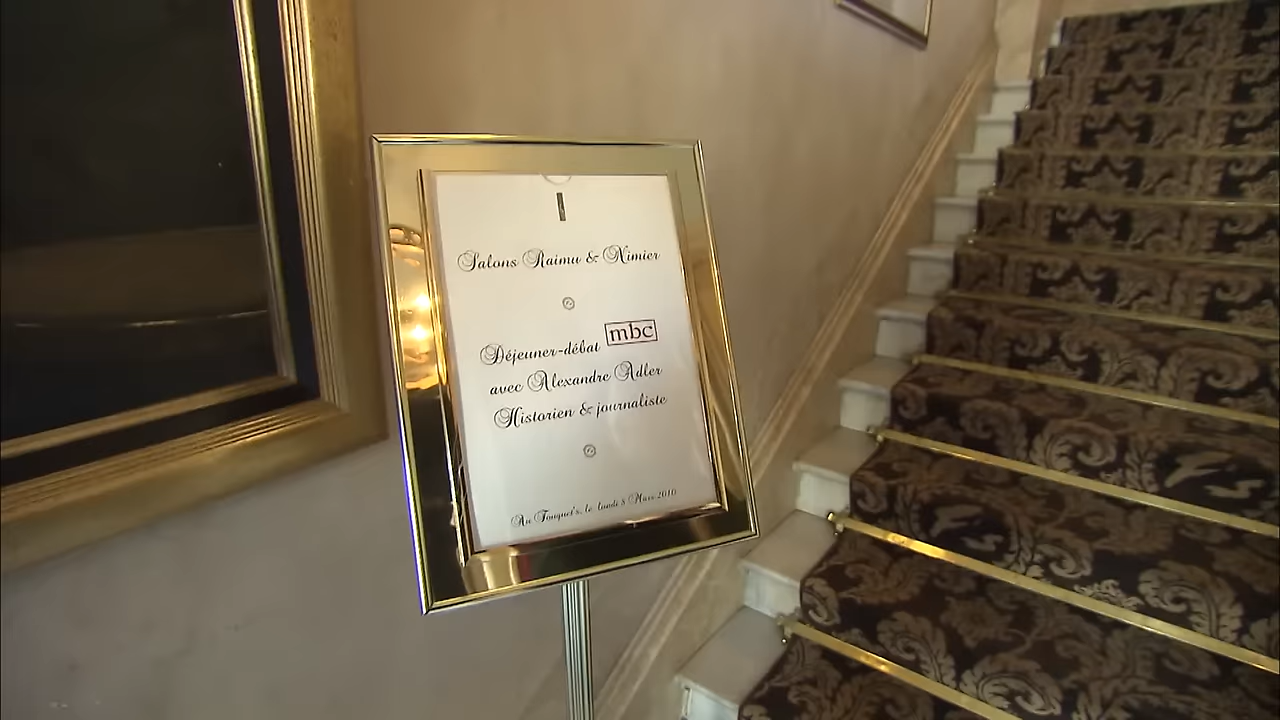 Salons Raimu & Nimier
mbc
Déjeuner-débat
avec Alexandre Adler
Historien & journaliste
Au Fouquet's, le lundi 8 Mars 2010